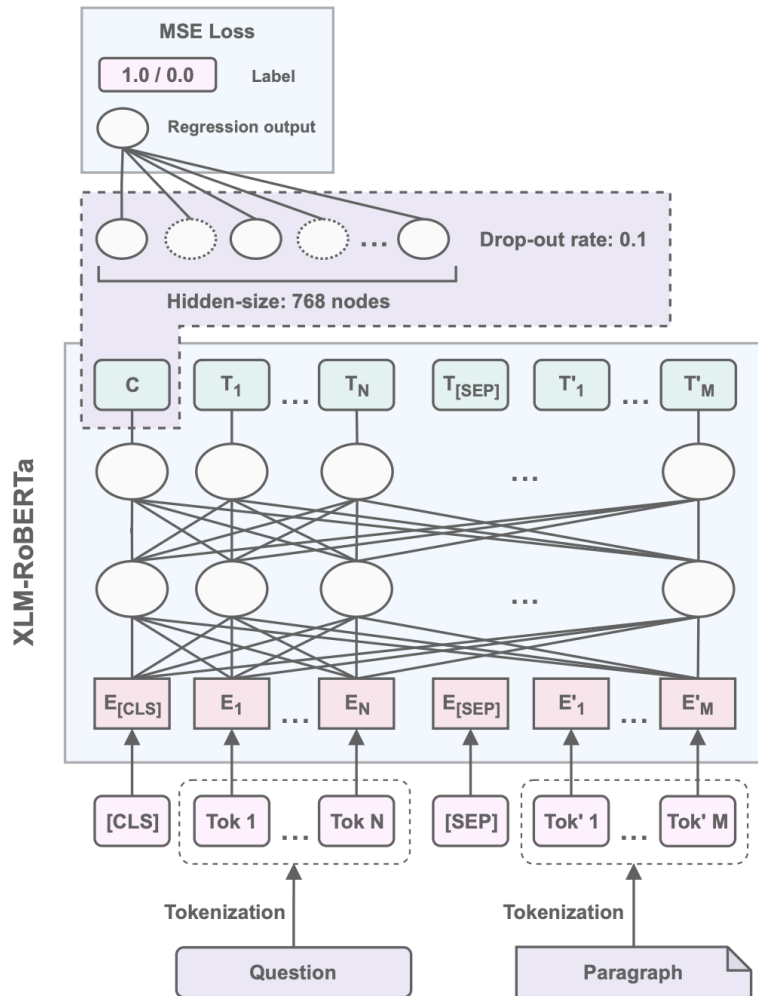 MSE Loss
1.0 / 0.0 Label
Regression output
... Drop-out rate: 0.1
Hidden-size: 768 nodes
XLM-RoBERTa
C T1 ... TN T[SEP] T'1 ... T'M
...
...
E[CLS] E1 ... EN E[SEP] E'1 ... E'M
[CLS] Tok 1 ... Tok N [SEP] Tok' 1 ... Tok' M
Tokenization Tokenization
Question Paragraph